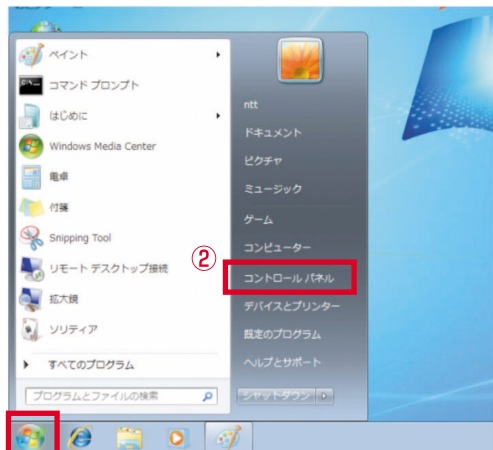 ペイント
コマンド プロンプト
はじめに
Windows Media Center
電卓
付箋
Snipping Tool
リモート デスクトップ接続
拡大鏡
ソリティア
すべてのプログラム
プログラムとファイルの検索
ntt
ドキュメント
ピクチャ
ミュージック
ゲーム
コンピューター
②
コントロール パネル
デバイスとプリンター
既定のプログラム
ヘルプとサポート
シャットダウン